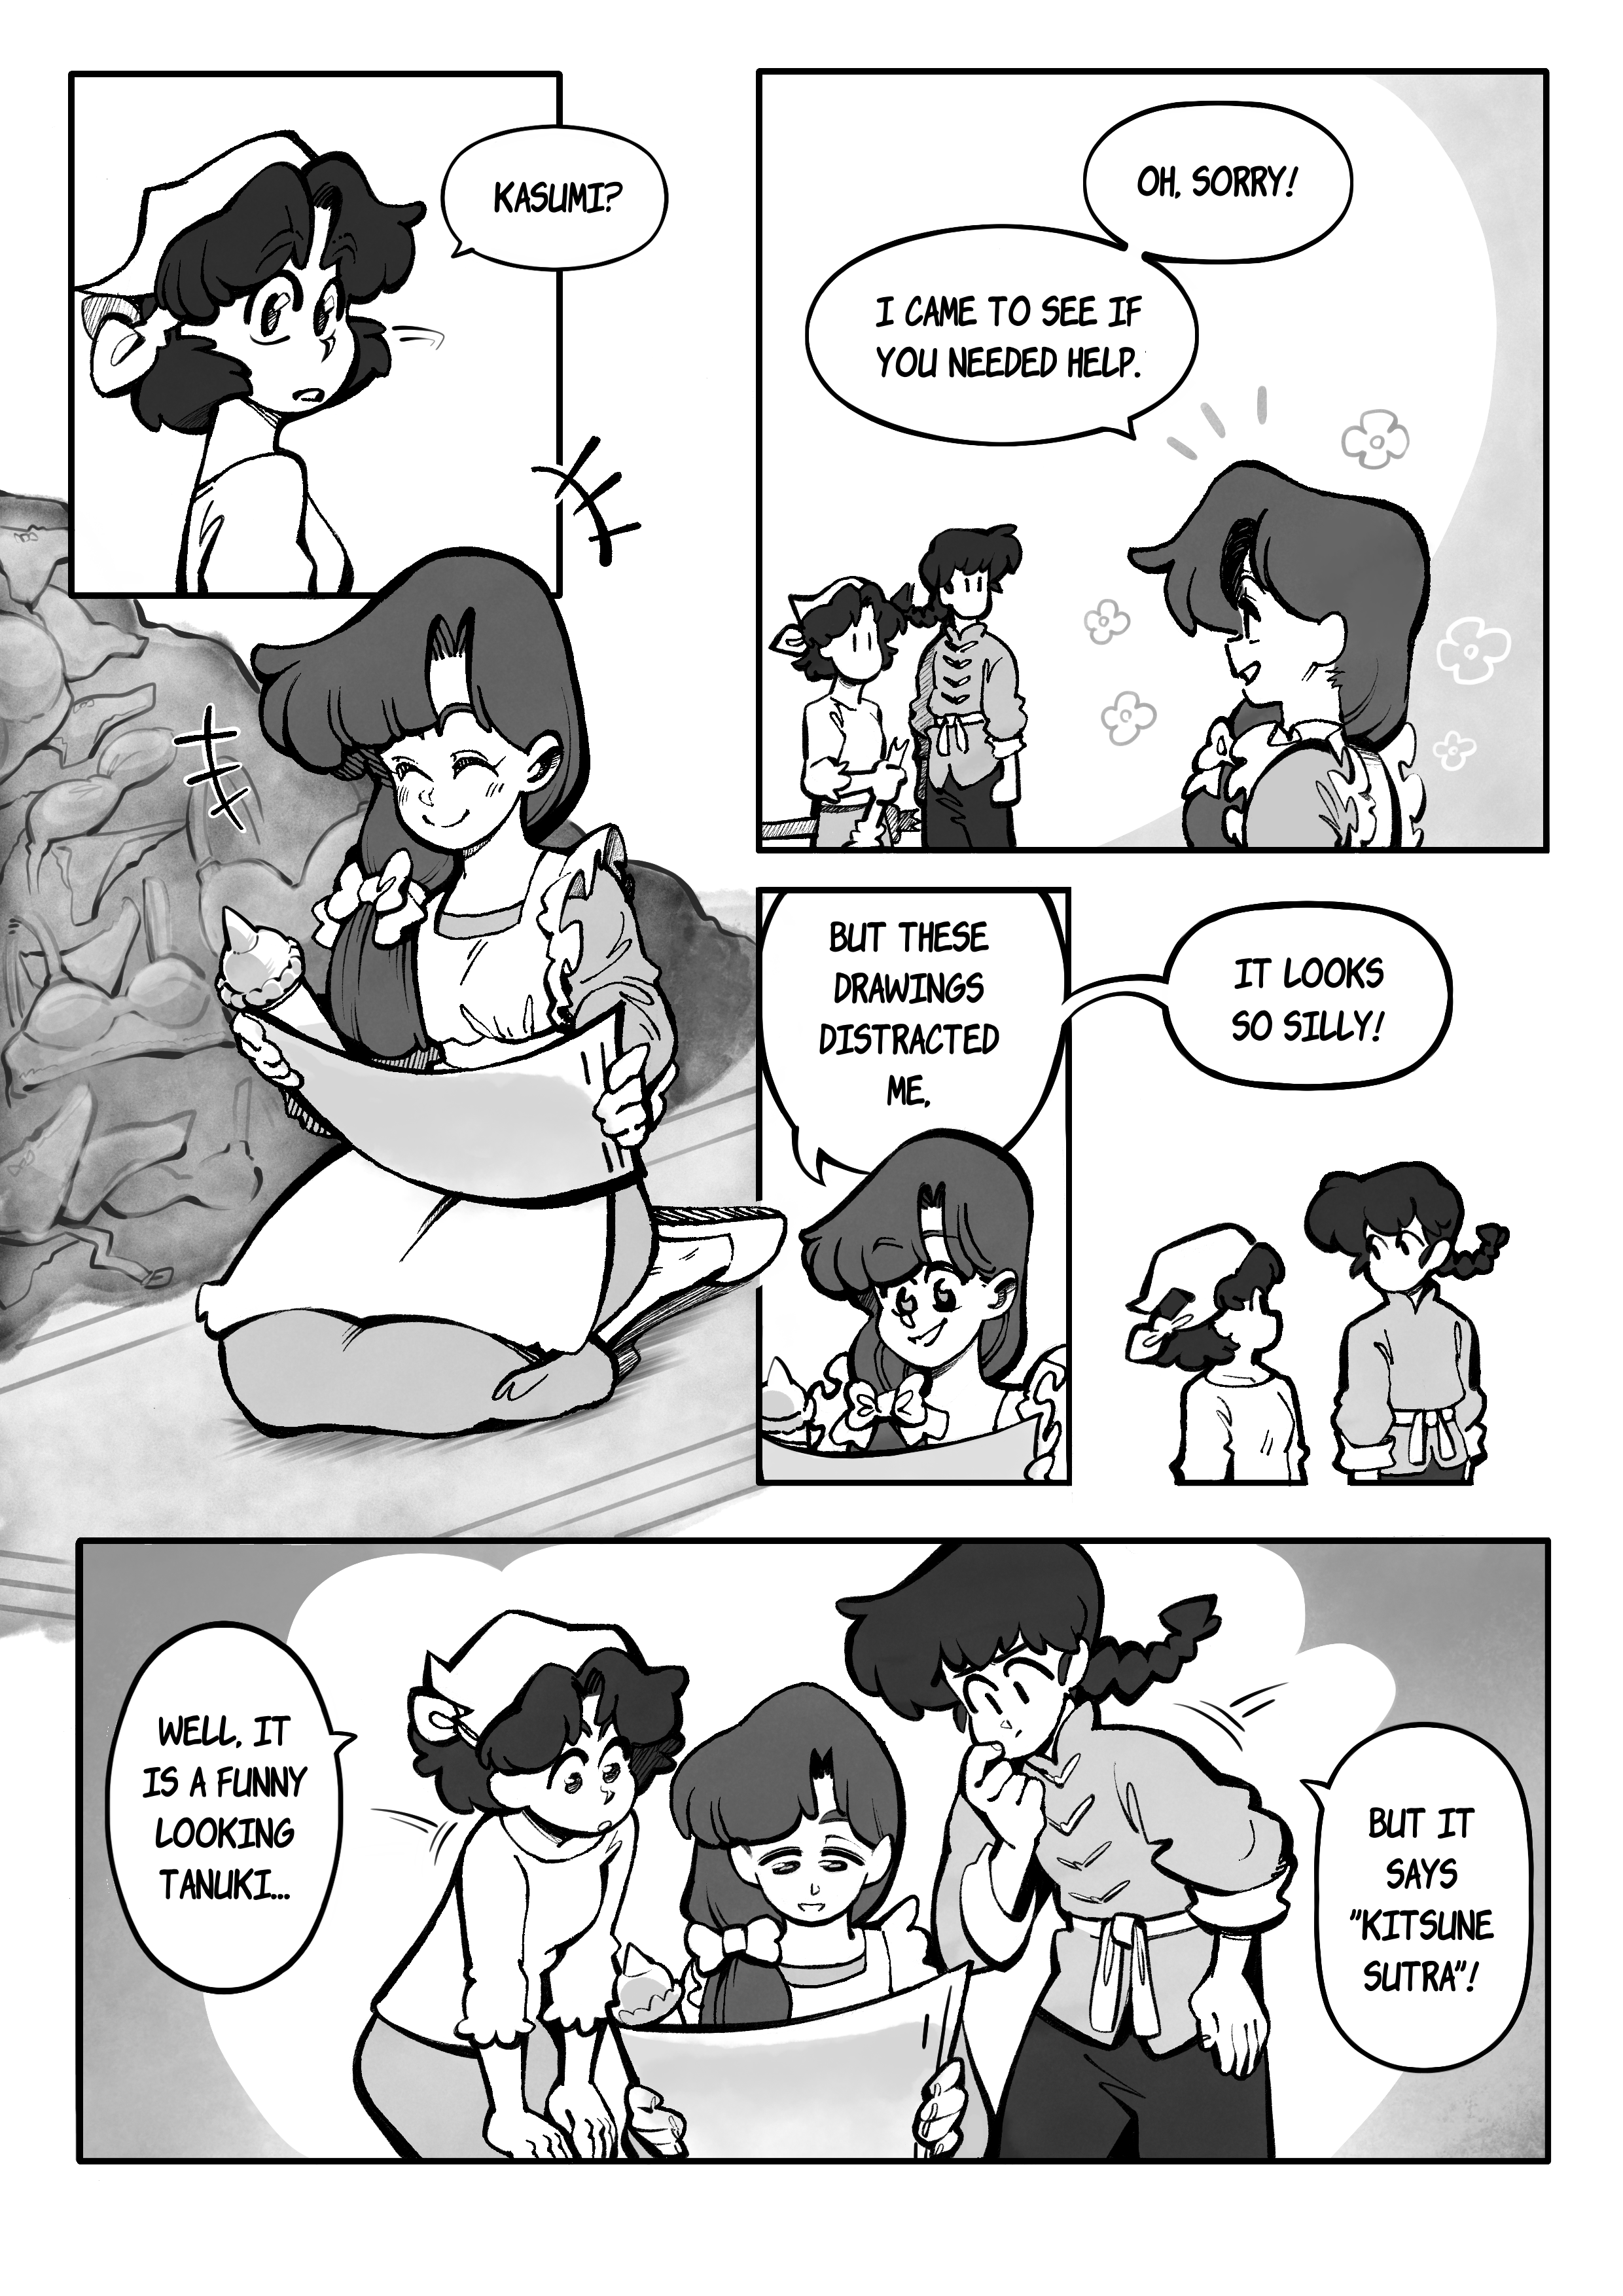 KASUMI?
OH, SORRY!
I CAME TO SEE IF
YOU NEEDED HELP.
BUT THESE
DRAWINGS
DISTRACTED
ME,
IT LOOKS
SO SILLY!
WELL, IT
IS A FUNNY
LOOKING
TANUKI...
BUT IT
SAYS
"KITSUNE
SUTRA"!